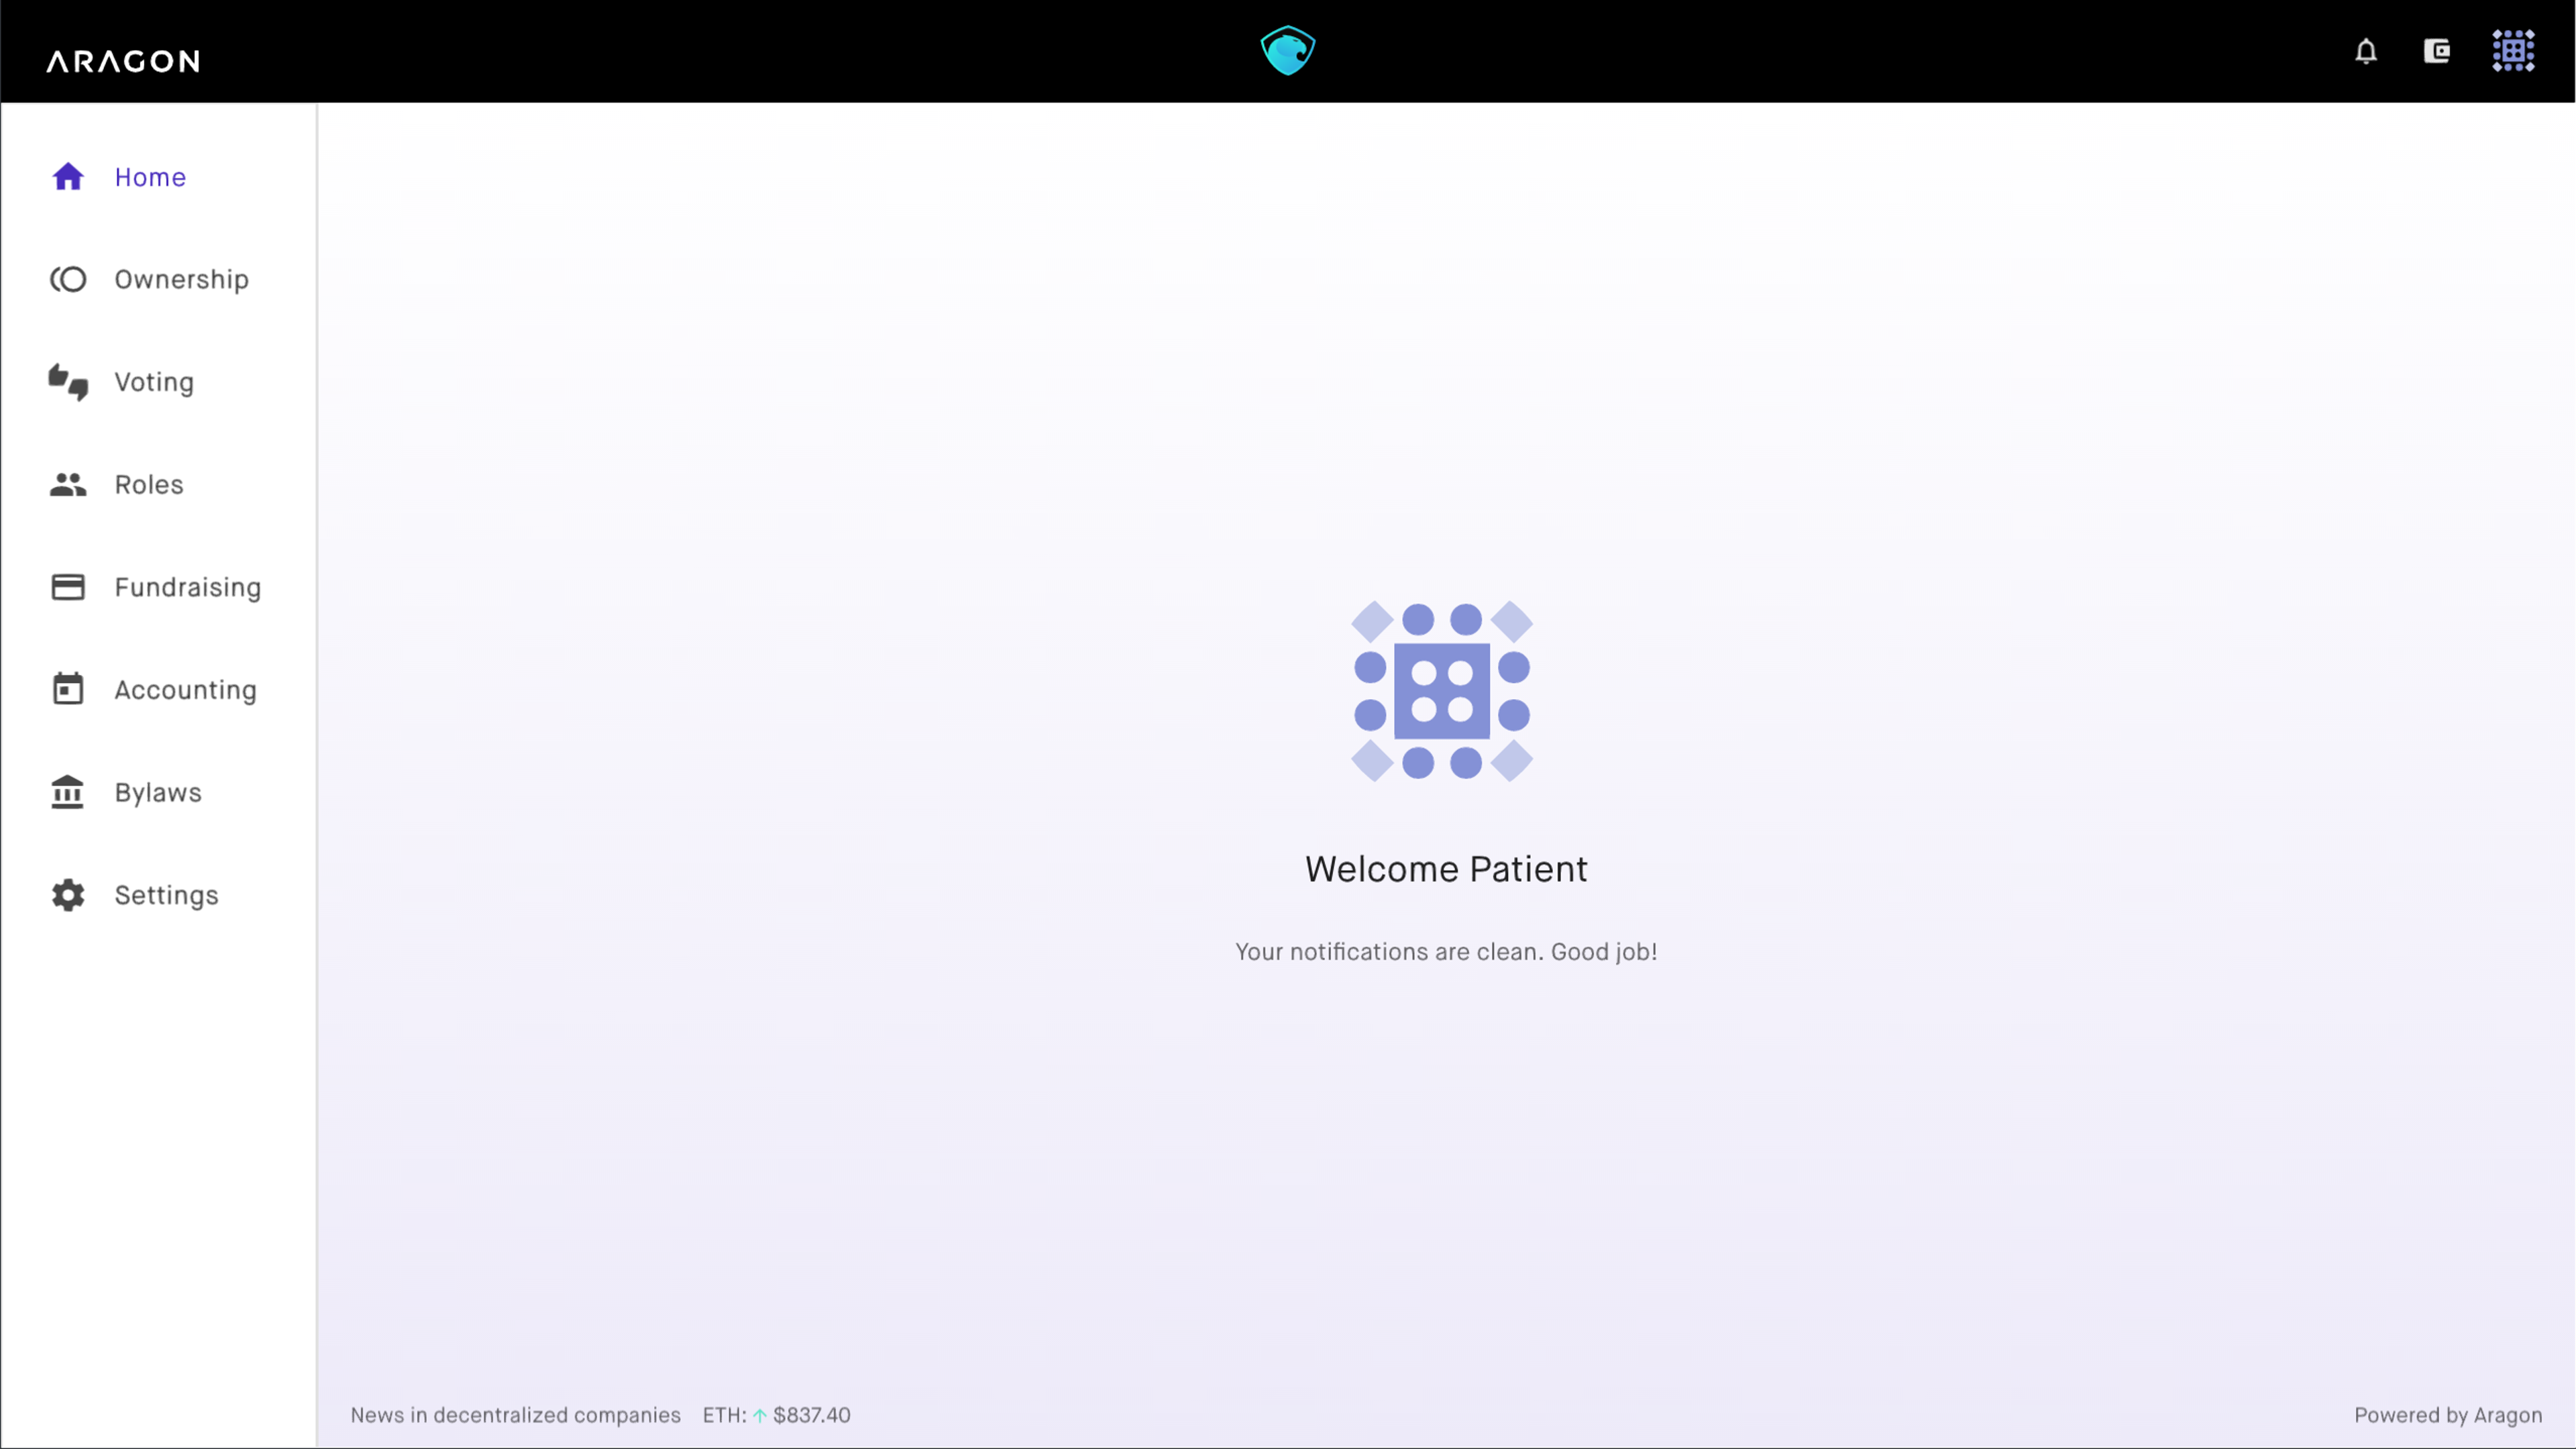 ARAGON
Home
Ownership
Voting
Roles
Fundraising
Accounting
Bylaws
Settings
Welcome Patient
Your notifications are clean. Good job!
News in decentralized companies ETH: ↑ $837.40
Powered by Aragon